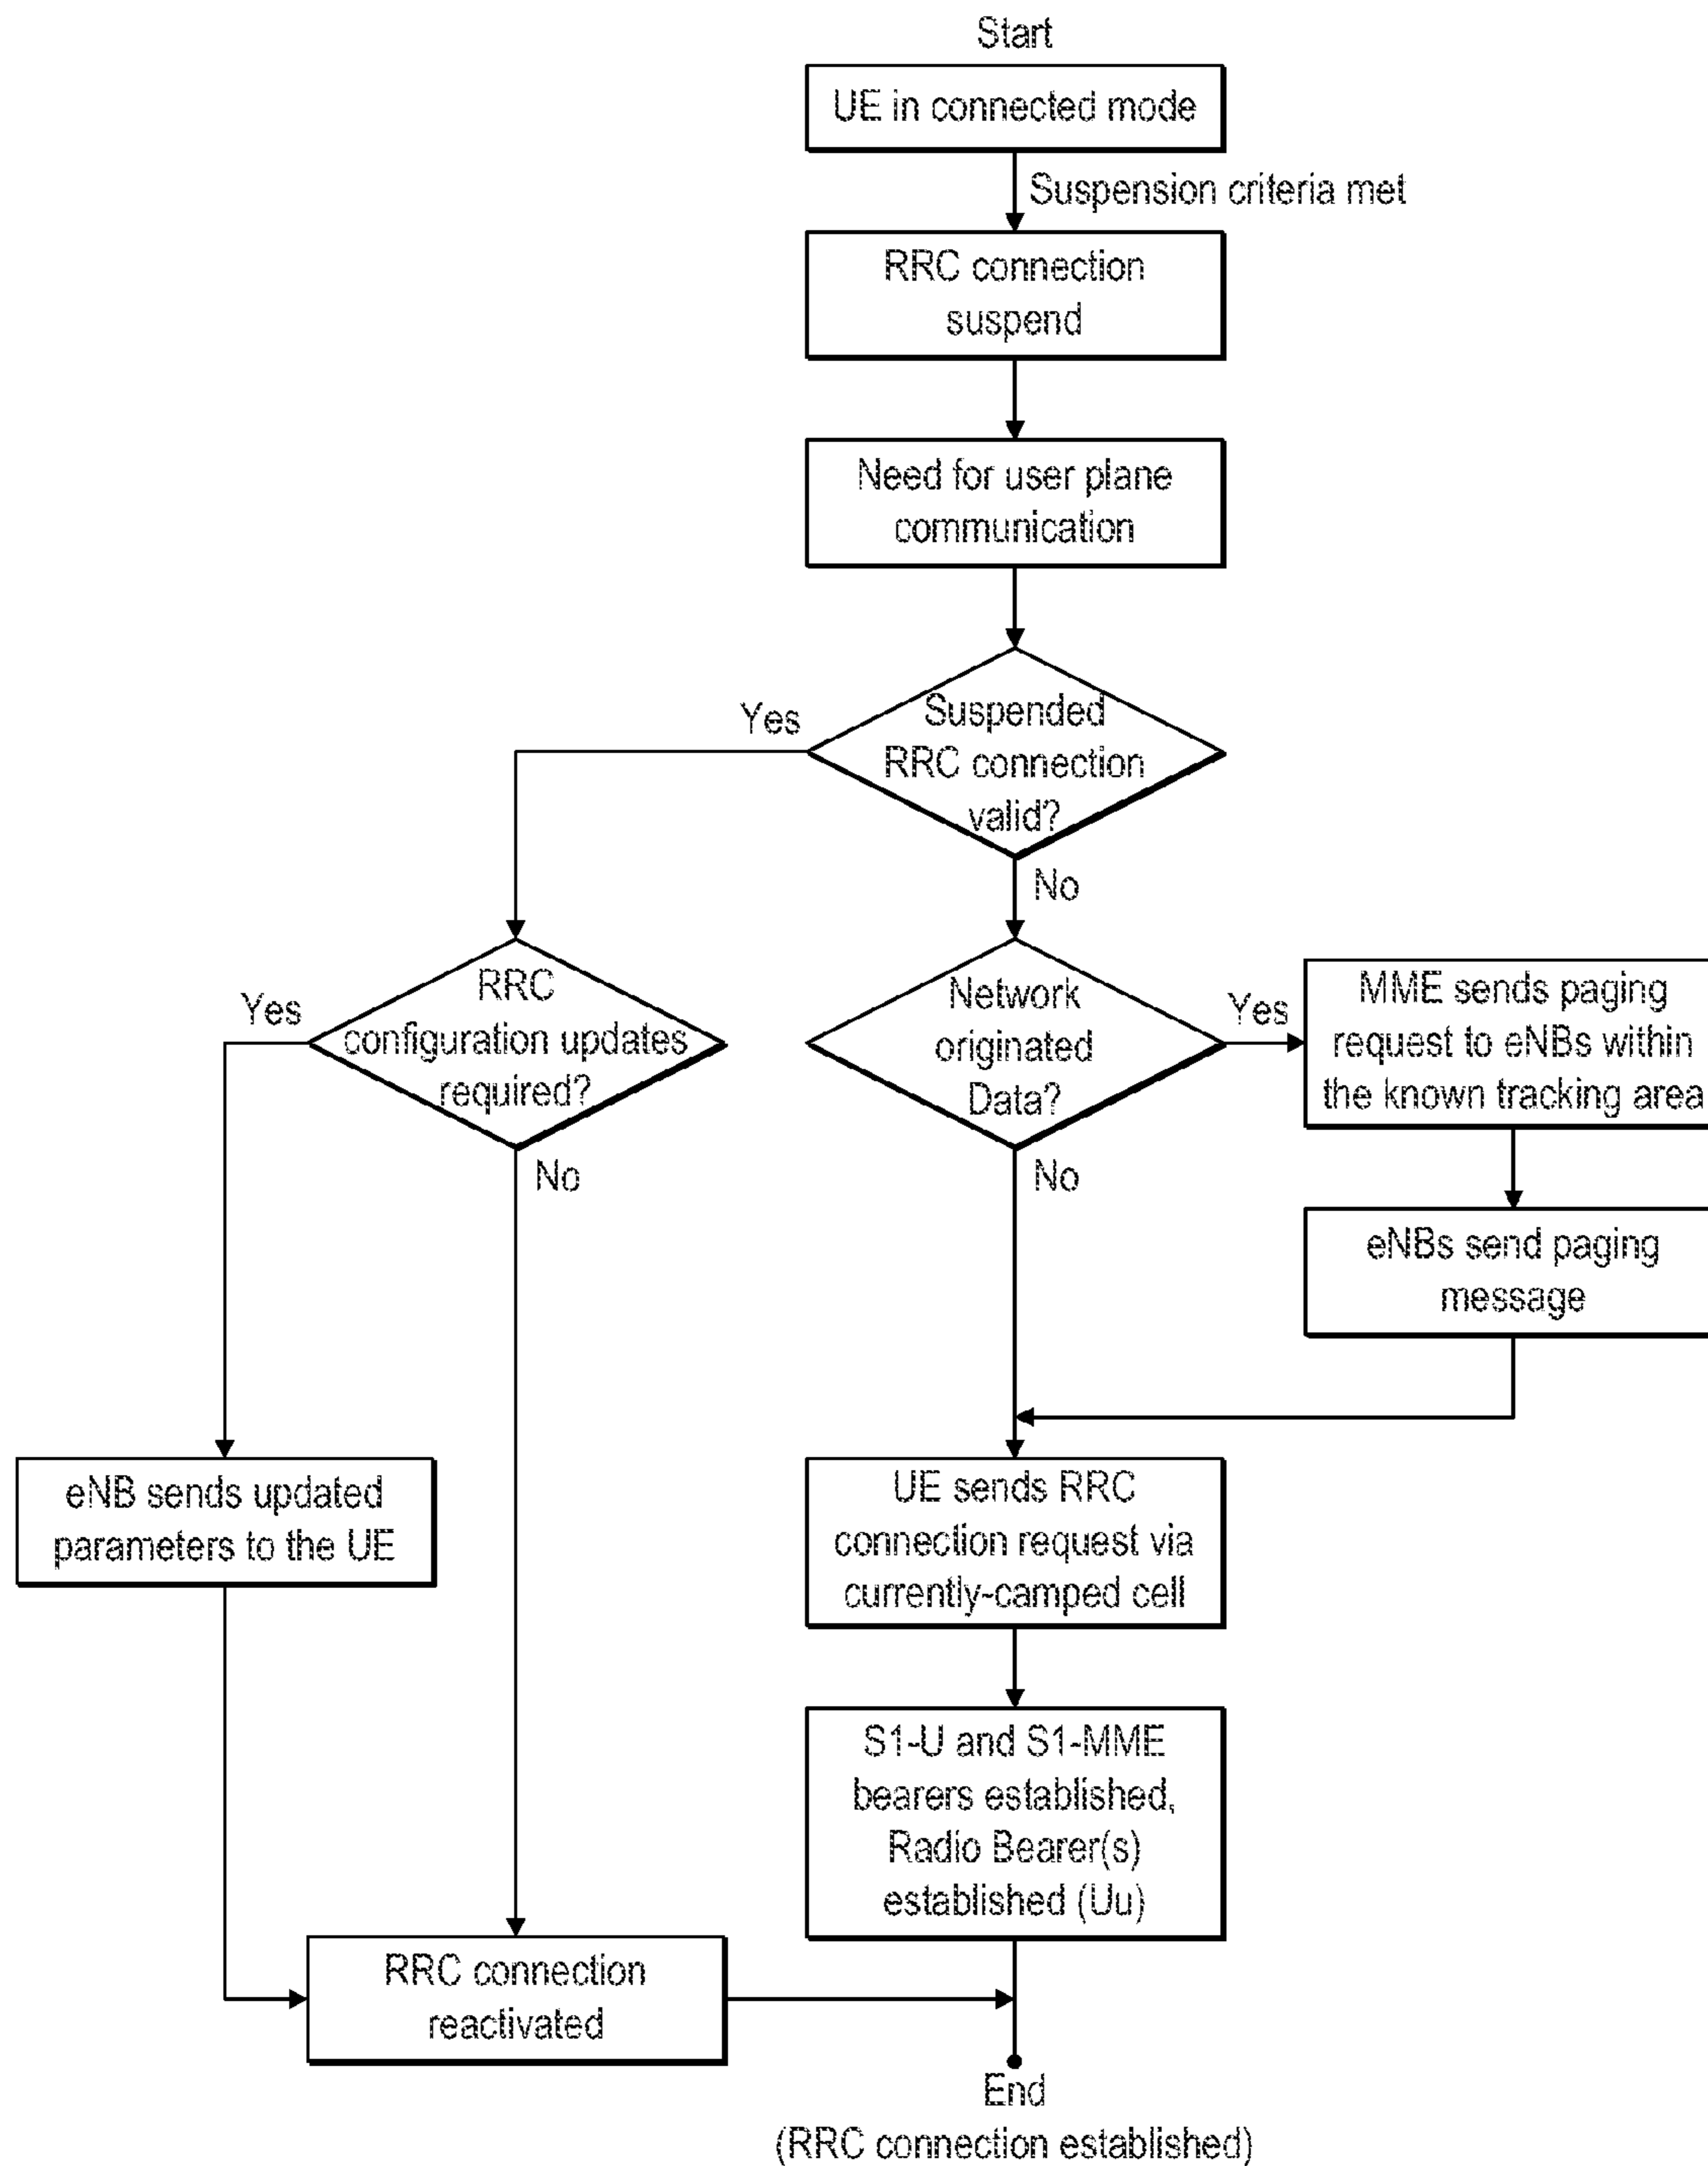 Start
UE in connected mode
Suspension criteria met
RRC connection
suspend
Need for user plane
communication
Yes
Suspended
RRC connection
valid?
No
Yes
RRC
configuration updates
required?
No
Network
originated
Data?
Yes
No
MME sends paging
request to eNBs within
the known tracking area
eNBs send paging
message
eNB sends updated
parameters to the UE
UE sends RRC
connection request via
currently-camped cell
S1-U and S1-MME
bearers established,
Radio Bearer(s)
established (Uu)
RRC connection
reactivated
End
(RRC connection established)